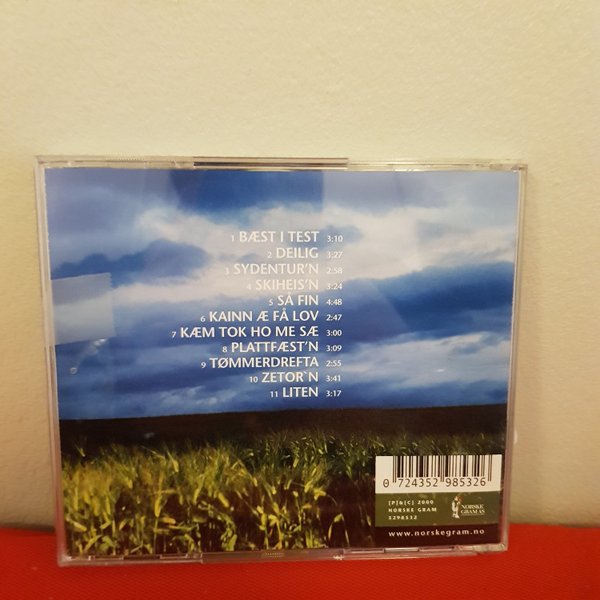 1 BÆST I TEST 3:10
2 DEILIG 3:27
3 SYDENTUR'N 2:58
4 SKIHEIS'N 3:24
5 SÅ FIN 4:48
6 KAINN Æ FÅ LOV 2:47
7 KÆM TOK HO ME SÆ 3:00
8 PLATTFÆST'N 3:09
9 TØMMERDREFTA 2:55
10 ZETOR`N 3:41
11 LITEN 3:17
0 724352 985326
[P]&[C] 2000
NORSKE GRAM
5298532
NORSKE
GRAM AS
www.norskegram.no